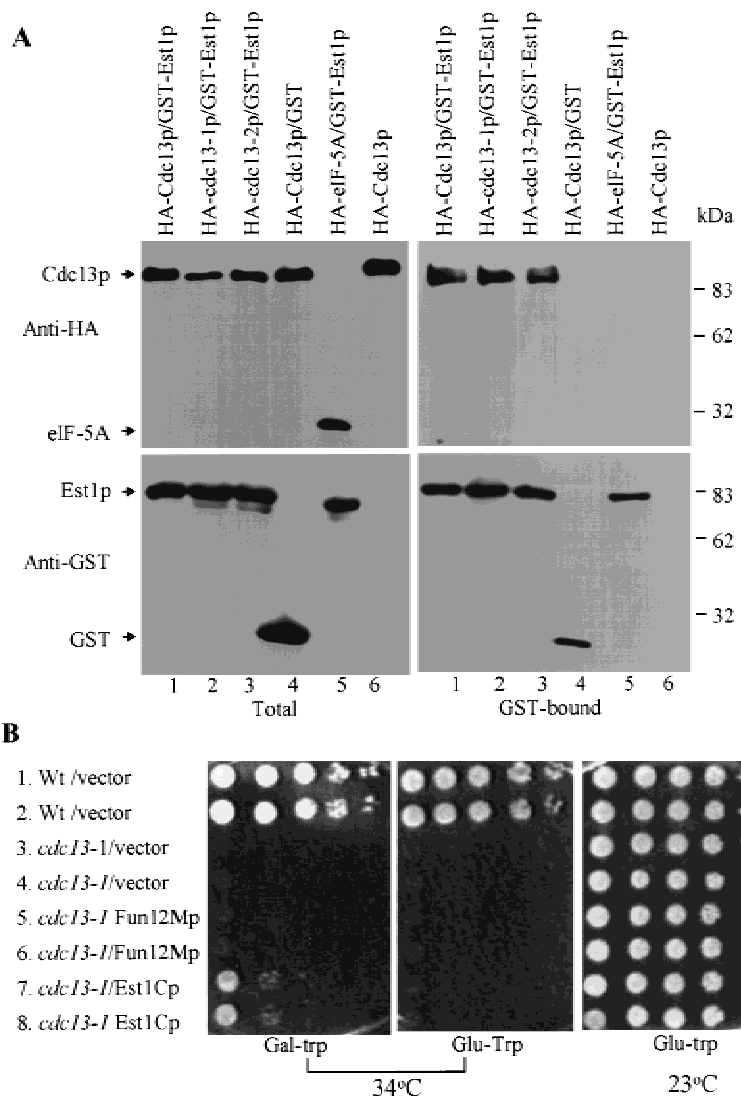 A
HA-Cdc13p/GST-Est1p
HA-cdc13-1p/GST-Est1p
HA-cdc13-2p/GST-Est1p
HA-Cdc13p/GST
HA-eIF-5A/GST-Est1p
HA-Cdc13p
HA-Cdc13p/GST-Est1p
HA-cdc13-1p/GST-Est1p
HA-cdc13-2p/GST-Est1p
HA-Cdc13p/GST
HA-eIF-5A/GST-Est1p
HA-Cdc13p
kDa
Cdc13p
83
Anti-HA
62
32
eIF-5A
Est1p
83
62
Anti-GST
32
GST
1 2 3 4 5 6
1 2 3 4 5 6
Total
GST-bound
B
1. Wt /vector
2. Wt /vector
3. cdc13-1/vector
4. cdc13-1/vector
5. cdc13-1 Fun12Mp
6. cdc13-1/Fun12Mp
7. cdc13-1/Est1Cp
8. cdc13-1 Est1Cp
Gal-trp
Glu-Trp
Glu-trp
34°C
23°C